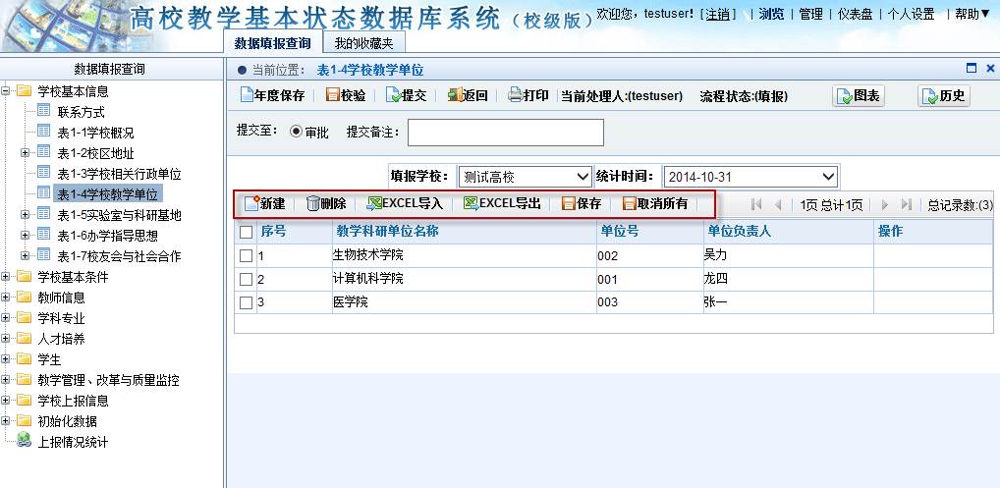 高校教学基本状态数据库系统（校级版）
欢迎您，testuser! [注销] | 浏览 | 管理 | 仪表盘 | 个人设置 | 帮助▼
数据填报查询 我的收藏夹
数据填报查询
学校基本信息
联系方式
表1-1学校概况
表1-2校区地址
表1-3学校相关行政单位
表1-4学校教学单位
表1-5实验室与科研基地
表1-6办学指导思想
表1-7校友会与社会合作
学校基本条件
教师信息
学科专业
人才培养
学生
教学管理、改革与质量监控
学校上报信息
初始化数据
上报情况统计
当前位置： 表1-4学校教学单位
年度保存 校验 提交 返回 打印 当前处理人:(testuser) 流程状态:(填报) 图表 历史
提交至： 审批 提交备注：
填报学校： 测试高校 统计时间： 2014-10-31
新建 删除 EXCEL导入 EXCEL导出 保存 取消所有 1页 总计1页 总记录数:(3)
序号 教学科研单位名称 单位号 单位负责人 操作
1 生物技术学院 002 吴力
2 计算机科学院 001 龙四
3 医学院 003 张一